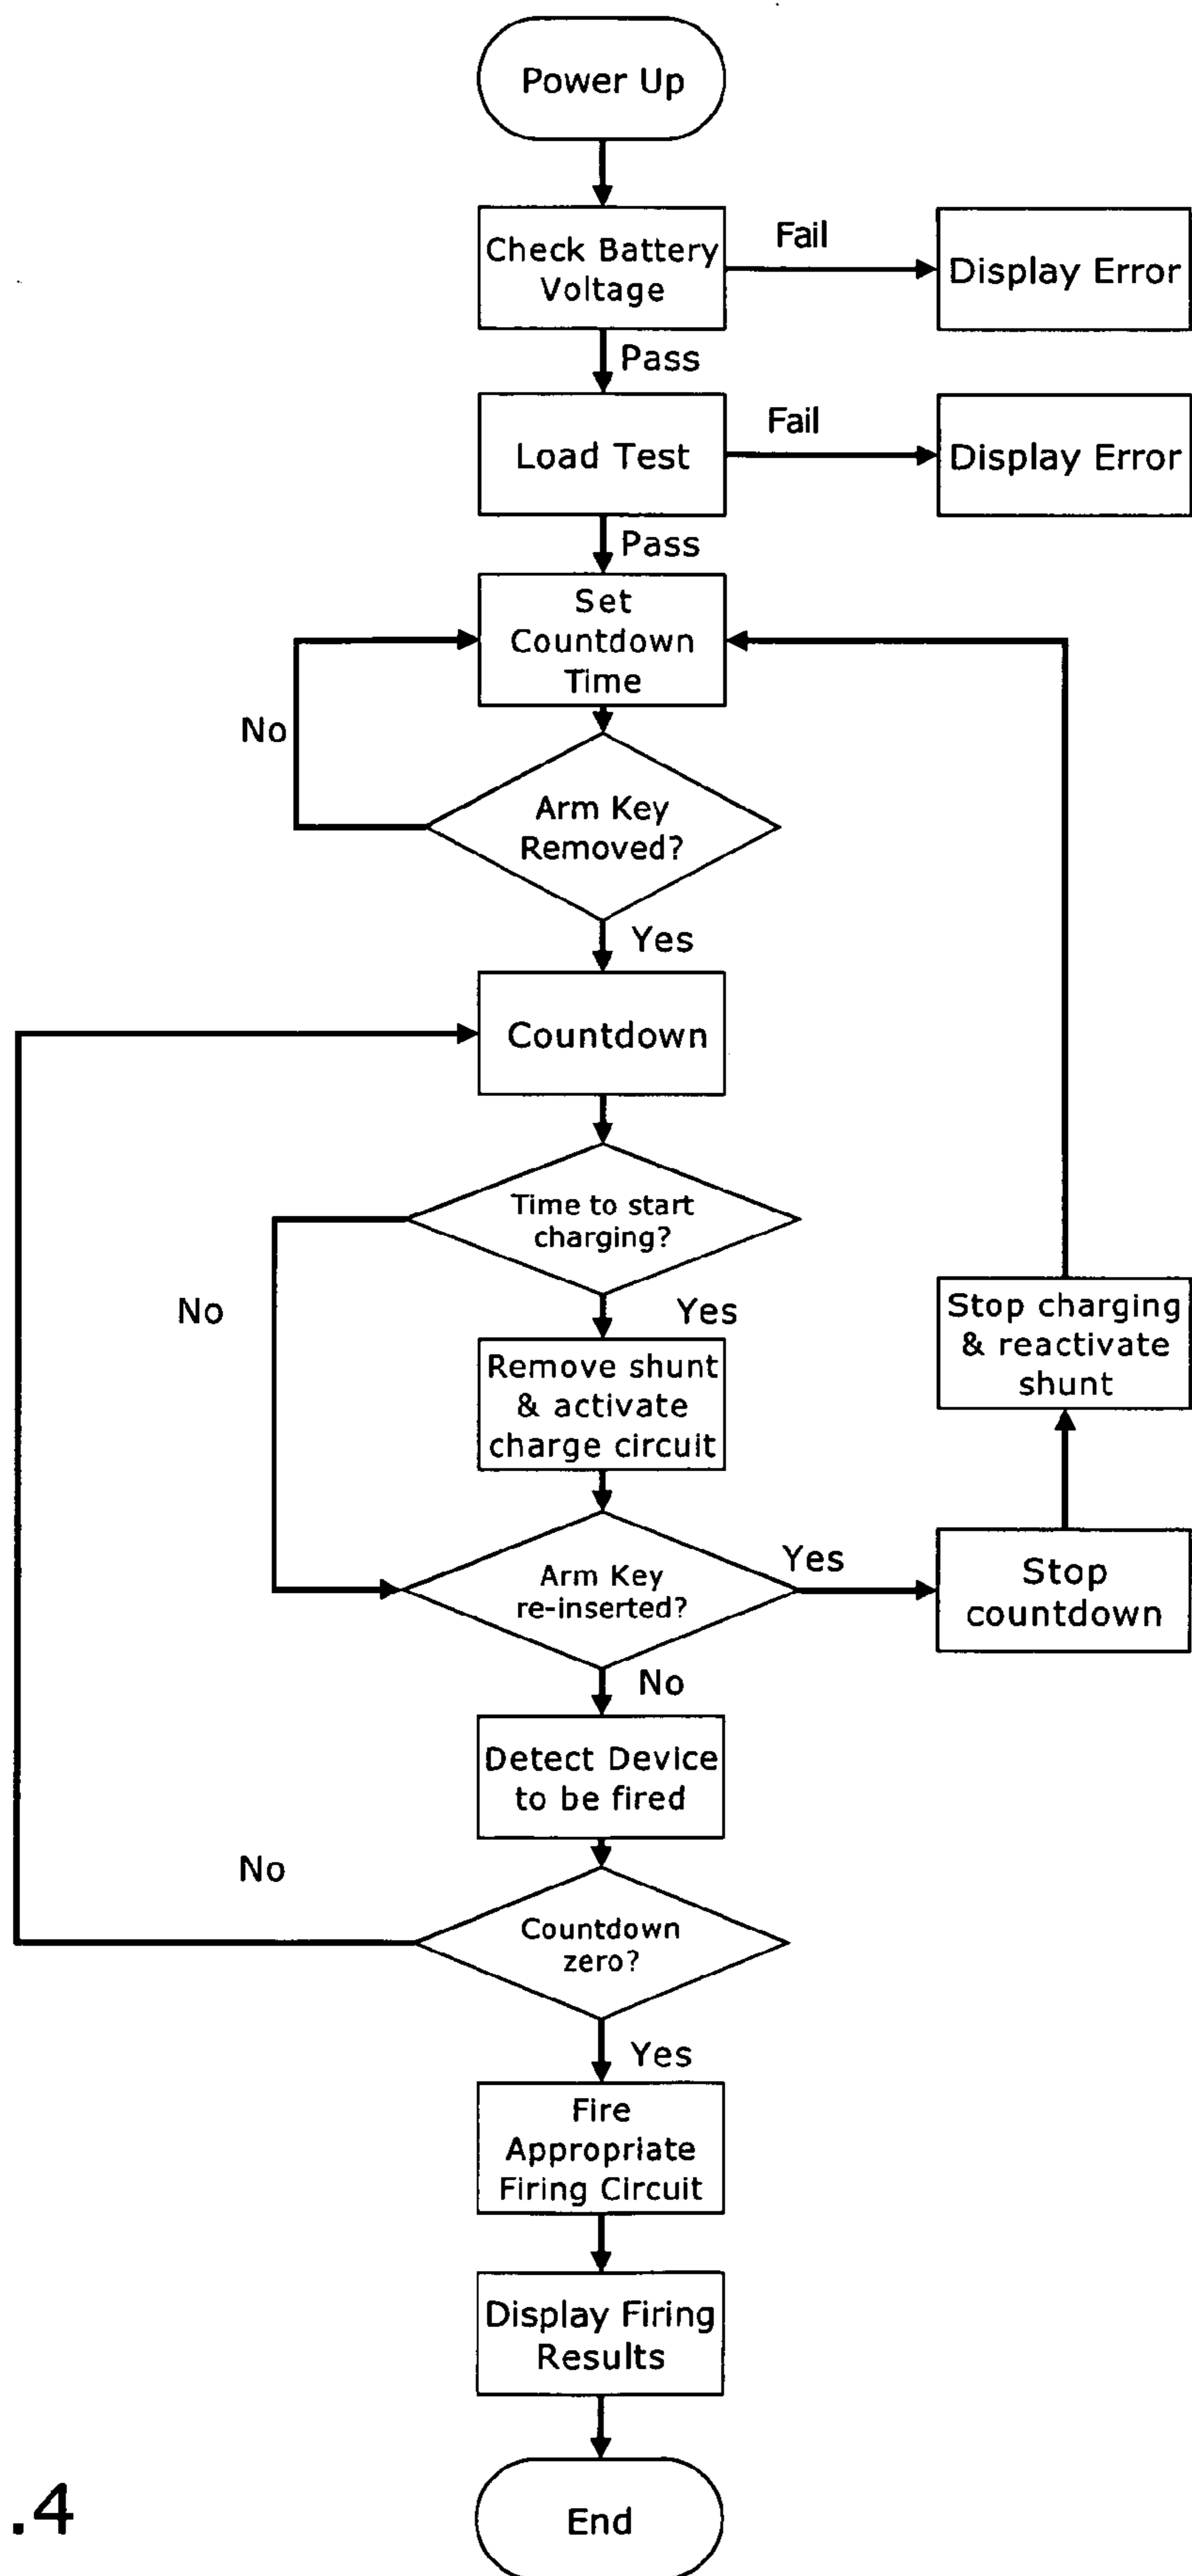 Power Up
Check Battery
Voltage
Fail
Display Error
Pass
Load Test
Fail
Display Error
Pass
Set
Countdown
Time
No
Arm Key
Removed?
Yes
Countdown
Time to start
charging?
No
Yes
Remove shunt
& activate
charge circuit
Stop charging
& reactivate
shunt
Arm Key
re-inserted?
Yes
Stop
countdown
No
Detect Device
to be fired
No
Countdown
zero?
Yes
Fire
Appropriate
Firing Circuit
Display Firing
Results
End
.4